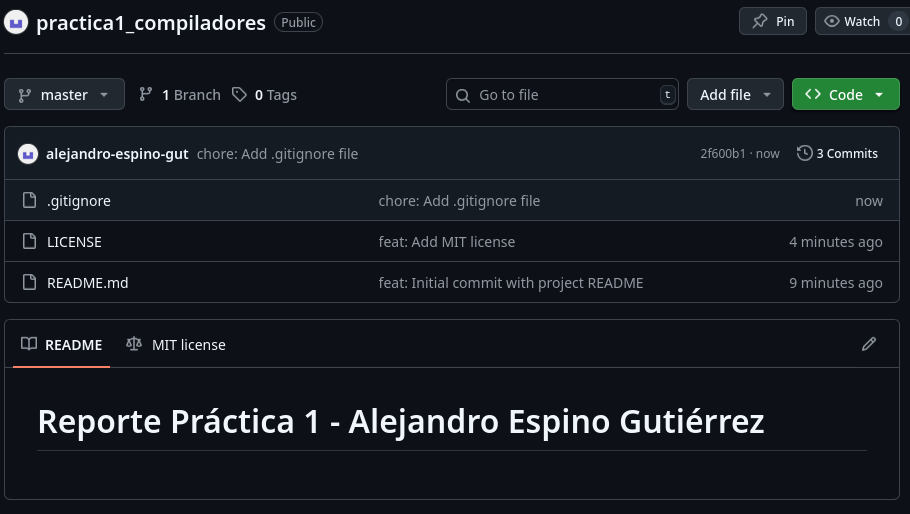 practica1_compiladores Public Pin Watch 0
master 1 Branch 0 Tags Go to file t Add file Code
alejandro-espino-gut chore: Add .gitignore file 2f600b1 · now 3 Commits
.gitignore chore: Add .gitignore file now
LICENSE feat: Add MIT license 4 minutes ago
README.md feat: Initial commit with project README 9 minutes ago
README MIT license
Reporte Práctica 1 - Alejandro Espino Gutiérrez